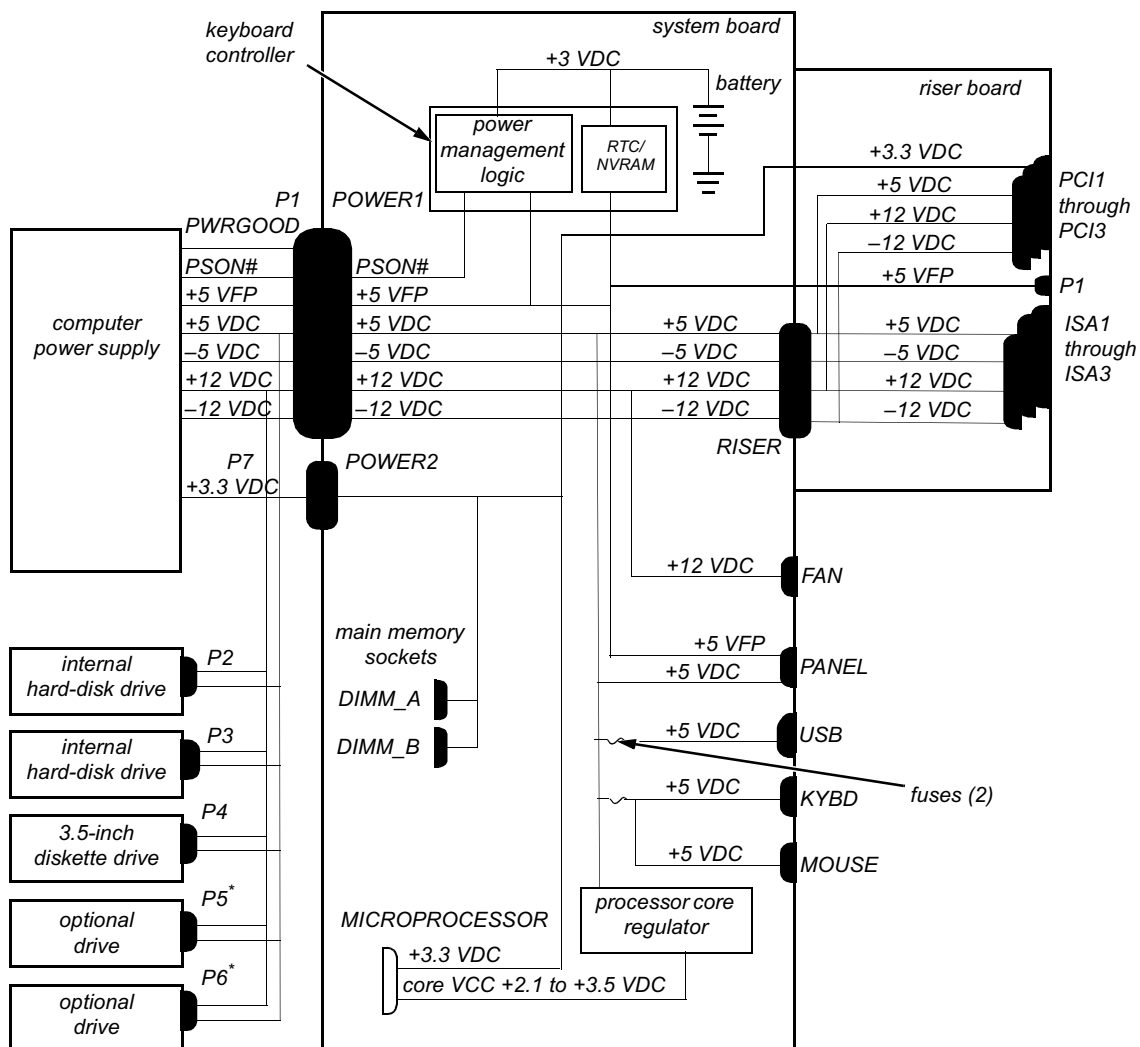 system board
keyboard
controller
+3 VDC
battery
riser board
power
management
logic
RTC/
NVRAM
+3.3 VDC
+5 VDC
+12 VDC
–12 VDC
PCI1
through
PCI3
P1
POWER1
PWRGOOD
PSON#
+5 VFP
+5 VDC
–5 VDC
+12 VDC
–12 VDC
computer
power supply
PSON#
+5 VFP
+5 VDC
–5 VDC
+12 VDC
–12 VDC
+5 VDC
–5 VDC
+12 VDC
–12 VDC
RISER
+5 VFP
P1
+5 VDC
–5 VDC
+12 VDC
–12 VDC
ISA1
through
ISA3
P7
+3.3 VDC
POWER2
+12 VDC
FAN
main memory
sockets
DIMM_A
DIMM_B
+5 VFP
+5 VDC
PANEL
+5 VDC
USB
fuses (2)
+5 VDC
KYBD
+5 VDC
MOUSE
internal
hard-disk drive
P2
internal
hard-disk drive
P3
3.5-inch
diskette drive
P4
optional
drive
P5*
optional
drive
P6*
processor core
regulator
MICROPROCESSOR
+3.3 VDC
core VCC +2.1 to +3.5 VDC